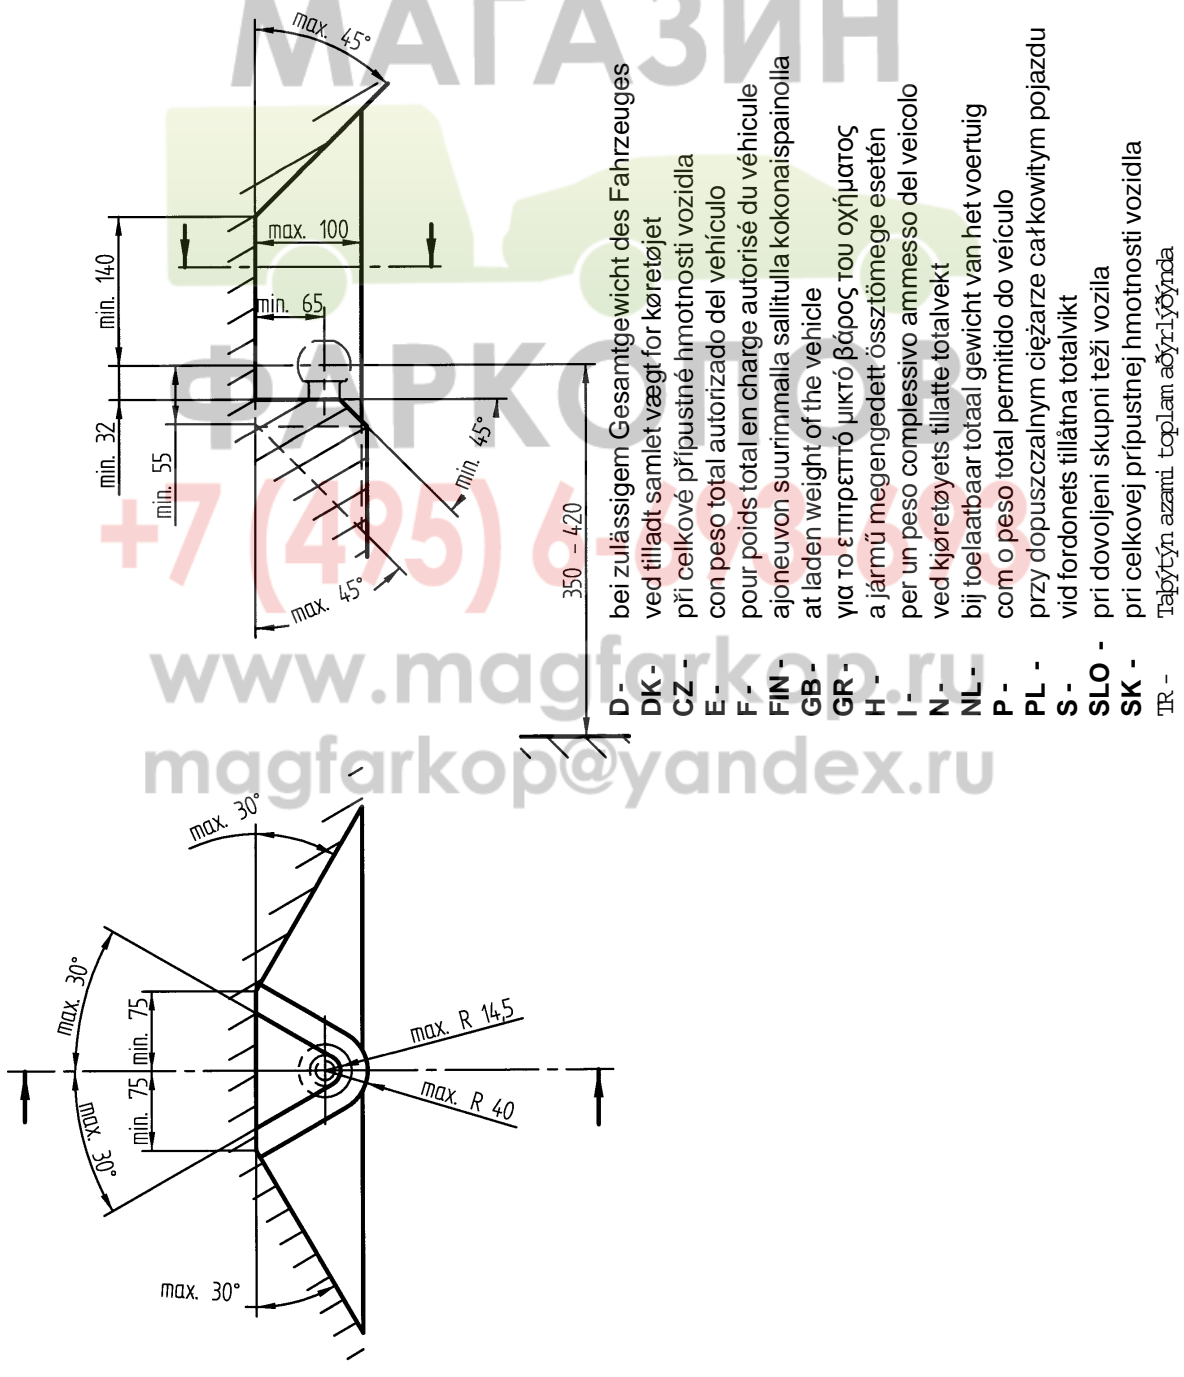 МАГАЗИН
ФАРКОПОВ
+7 (495) 6-693-693
www.magfarkop.ru
magfarkop@yandex.ru
max. 45°
min. 140
max. 100
min. 65
min. 32
min. 55
min. 45°
max. 45°
350 – 420
max. 30°
max. 30°
min. 75
min. 75
max. 30°
max. 30°
max. R 14,5
max. R 40
D - bei zulässigem Gesamtgewicht des Fahrzeuges
DK - ved tilladt samlet vægt for køretøjet
CZ - při celkové přípustné hmotnosti vozidla
E - con peso total autorizado del vehículo
F - pour poids total en charge autorisé du véhicule
FIN - ajoneuvon suurimmalla sallitulla kokonaispainolla
GB - at laden weight of the vehicle
GR - για το επιτρεπτό μικτό βάρος του οχήματος
H - a jármű megengedett össztömege esetén
I - per un peso complessivo ammesso del veicolo
N - ved kjøretøyets tillatte totalvekt
NL - bij toelaatbaar totaal gewicht van het voertuig
P - com o peso total permitido do veículo
PL - przy dopuszczalnym ciężarze całkowitym pojazdu
S - vid fordonets tillåtna totalvikt
SLO - pri dovoljeni skupni teži vozila
SK - pri celkovej prípustnej hmotnosti vozidla
TR - Taþýtýn azami toplam aðýrlýðýnda